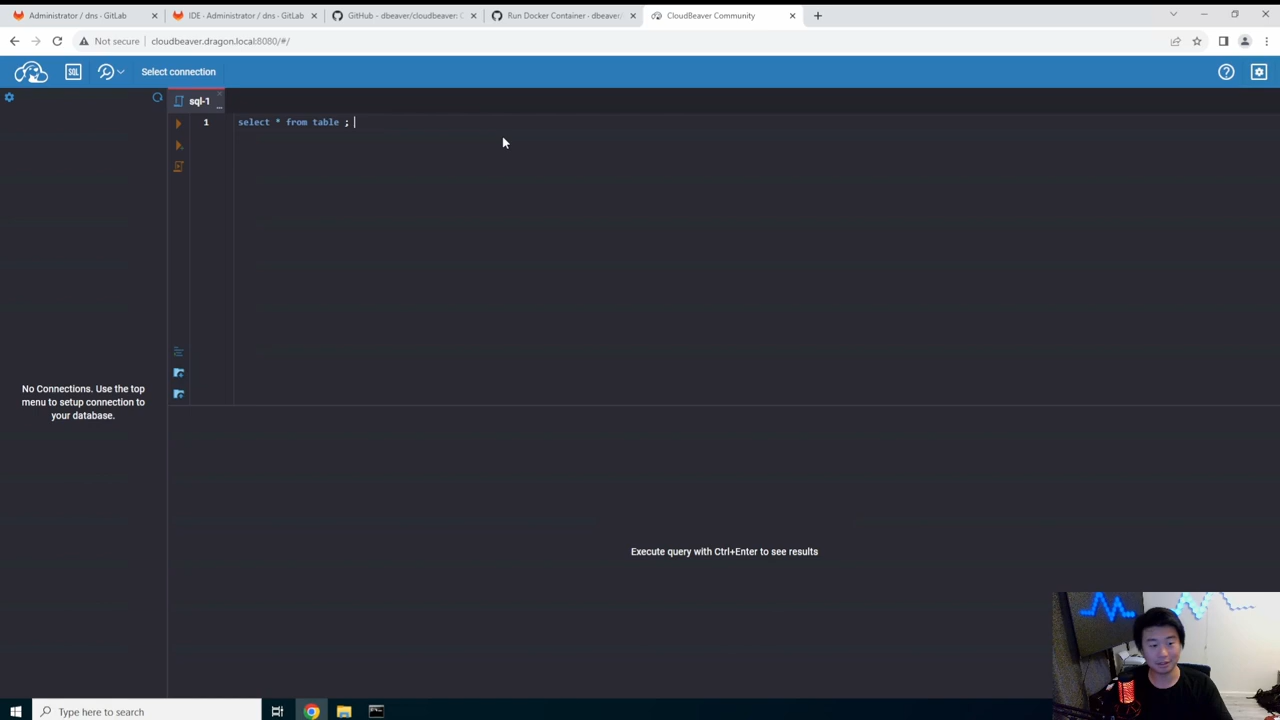 Administrator / dns · GitLab
IDE · Administrator / dns · GitLab
GitHub - dbeaver/cloudbeaver:
Run Docker Container · dbeaver/
CloudBeaver Community
Not secure
cloudbeaver.dragon.local:8080/#/
SQL
Select connection
sql-1
...
1
select * from table ;
No Connections. Use the top
menu to setup connection to
your database.
Execute query with Ctrl+Enter to see results
Type here to search